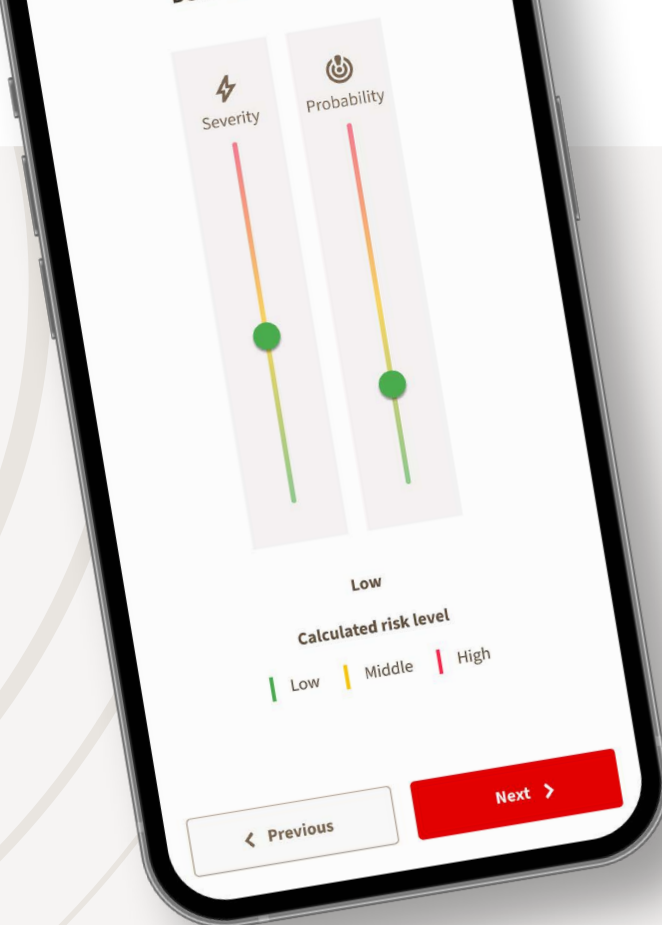 Severity
Probability
Low
Calculated risk level
Low
Middle
High
Previous
Next